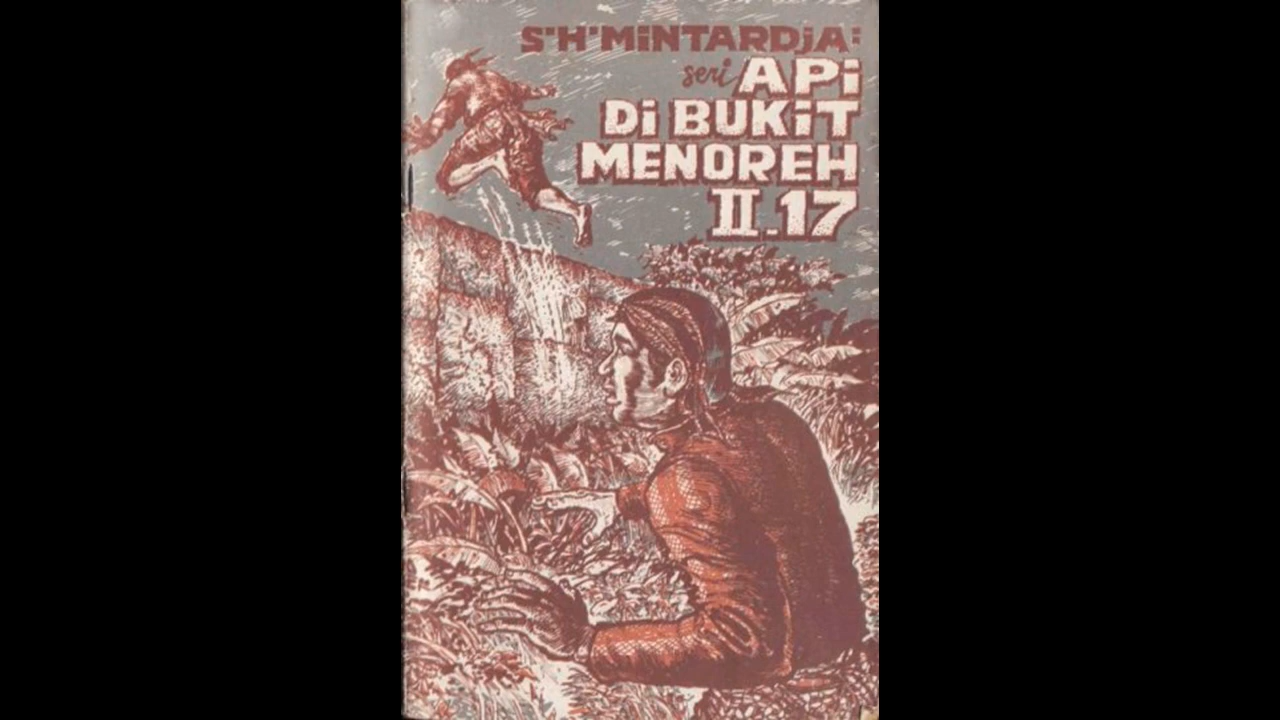 S·H·MiNTARDJA:
seri APi
Di BUKiT
MENOREH
II-17